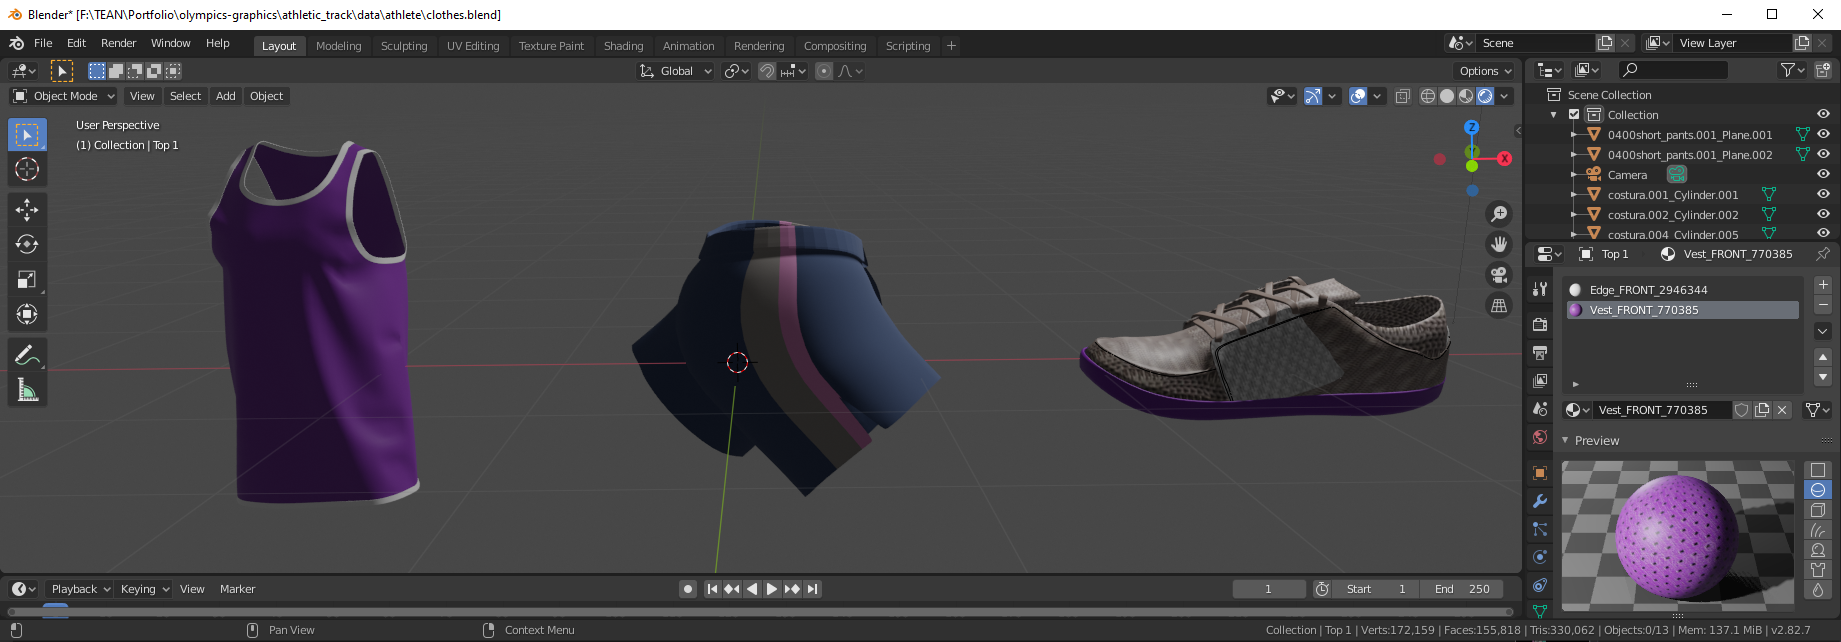 Blender* [F:\TEAN\Portfolio\olympics-graphics\athletic_track\data\athlete\clothes.blend]
File Edit Render Window Help Layout Modeling Sculpting UV Editing Texture Paint Shading Animation Rendering Compositing Scripting + Scene View Layer
Global Options
Object Mode View Select Add Object
User Perspective
(1) Collection | Top 1
Z
Y
X
Scene Collection
Collection
0400short_pants.001_Plane.001
0400short_pants.001_Plane.002
Camera
costura.001_Cylinder.001
costura.002_Cylinder.002
costura.004_Cylinder.005
Top 1 Vest_FRONT_770385
Edge_FRONT_2946344
Vest_FRONT_770385
Vest_FRONT_770385
Preview
Playback Keying View Marker 1 Start 1 End 250
Pan View Context Menu Collection | Top 1 | Verts:172,159 | Faces:155,818 | Tris:330,062 | Objects:0/13 | Mem: 137.1 MiB | v2.82.7